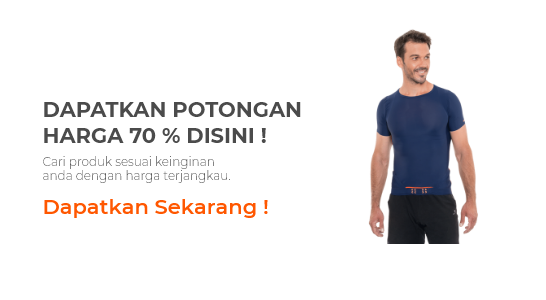 DAPATKAN POTONGAN
HARGA 70 % DISINI !
Cari produk sesuai keinginan
anda dengan harga terjangkau.
Dapatkan Sekarang !